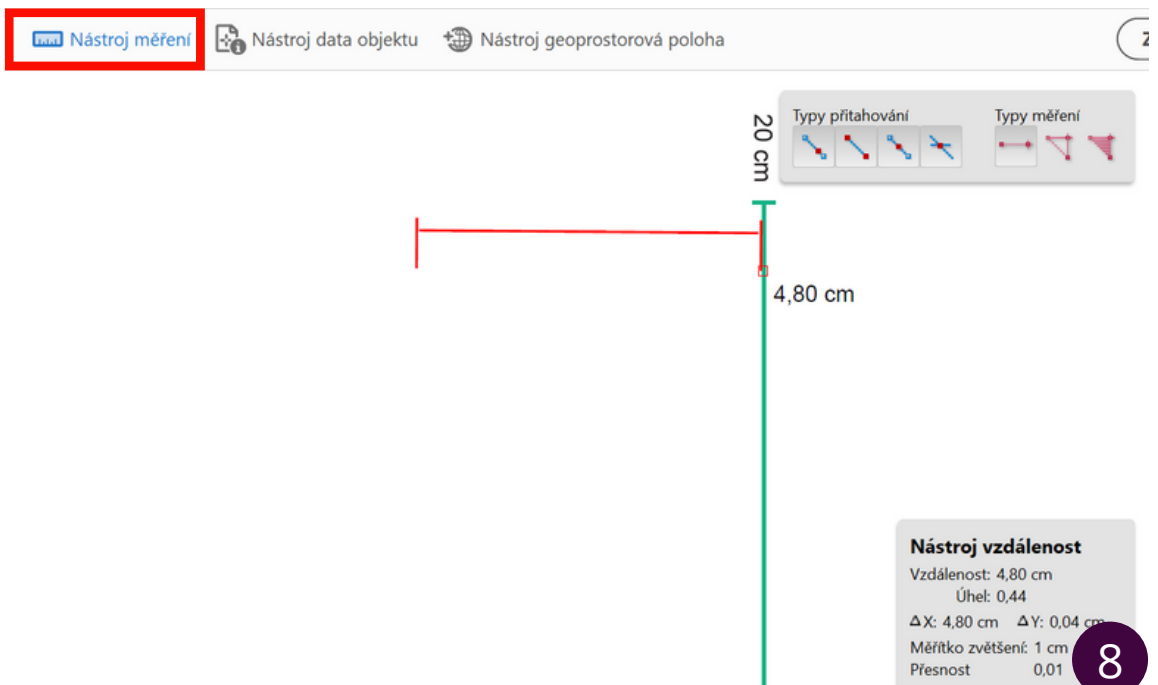 Nástroj měření Nástroj data objektu Nástroj geoprostorová poloha Z
Typy přitahování Typy měření
20 cm
4,80 cm
Nástroj vzdálenost
Vzdálenost: 4,80 cm
Úhel: 0,44
Δ X: 4,80 cm Δ Y: 0,04 cm
Měřítko zvětšení: 1 cm
Přesnost 0,01
8